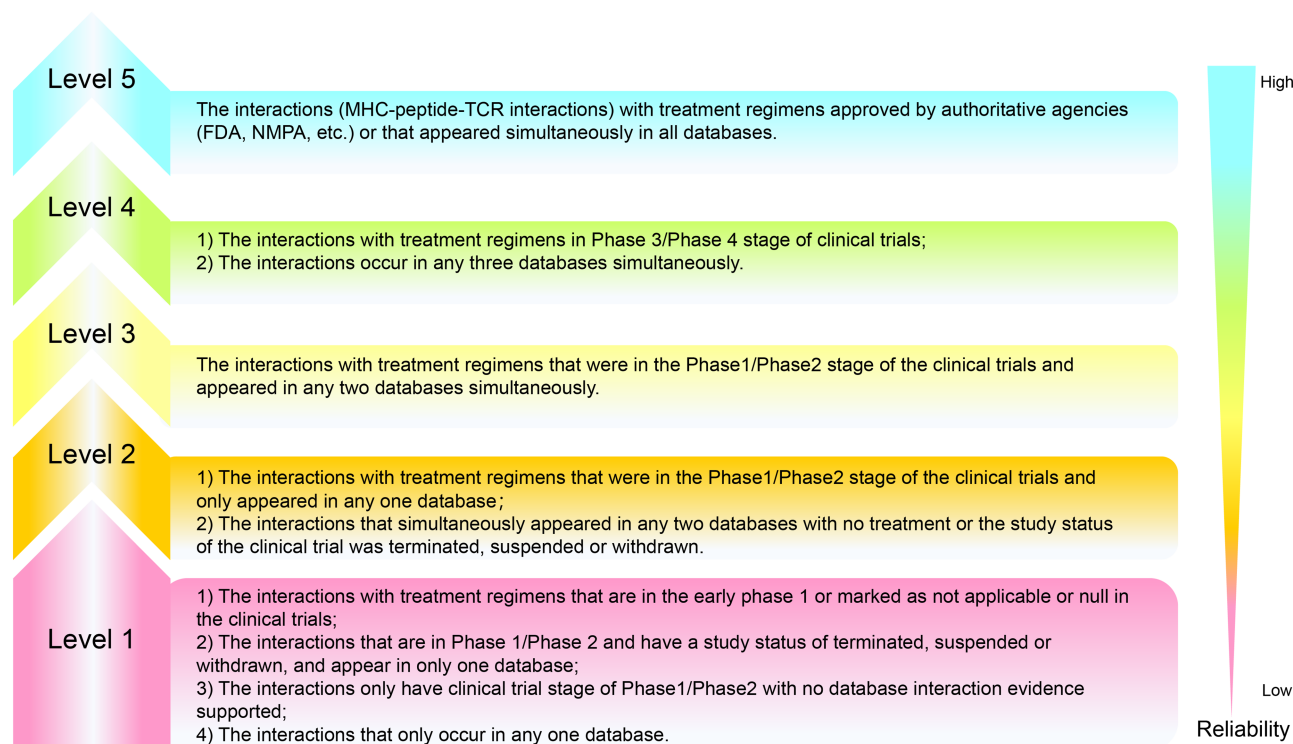 Level 5
High
The interactions (MHC-peptide-TCR interactions) with treatment regimens approved by authoritative agencies
(FDA, NMPA, etc.) or that appeared simultaneously in all databases.
Level 4
1) The interactions with treatment regimens in Phase 3/Phase 4 stage of clinical trials;
2) The interactions occur in any three databases simultaneously.
Level 3
The interactions with treatment regimens that were in the Phase1/Phase2 stage of the clinical trials and
appeared in any two databases simultaneously.
Level 2
1) The interactions with treatment regimens that were in the Phase1/Phase2 stage of the clinical trials and
only appeared in any one database;
2) The interactions that simultaneously appeared in any two databases with no treatment or the study status
of the clinical trial was terminated, suspended or withdrawn.
Level 1
1) The interactions with treatment regimens that are in the early phase 1 or marked as not applicable or null in
the clinical trials;
2) The interactions that are in Phase 1/Phase 2 and have a study status of terminated, suspended or
withdrawn, and appear in only one database;
3) The interactions only have clinical trial stage of Phase1/Phase2 with no database interaction evidence
supported;
4) The interactions that only occur in any one database.
Low
Reliability